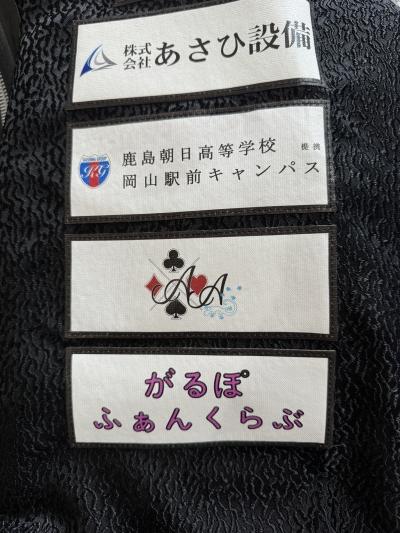 株式
会社 あさひ設備
鹿島朝日高等学校 提携
岡山駅前キャンパス
AA
がるぽ
ふぁんくらぶ